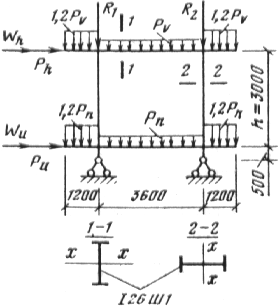 R₁ R₂
1,2Pᵥ 1 Pᵥ 1,2Pᵥ
Wₕ
Pₕ 1 2 2
1,2Pₙ Pₙ 1,2Pₕ
Wᵤ
Pᵤ
h=3000
500
1200 3600 1200
1-1 2-2
x x x
x
I26Ш1